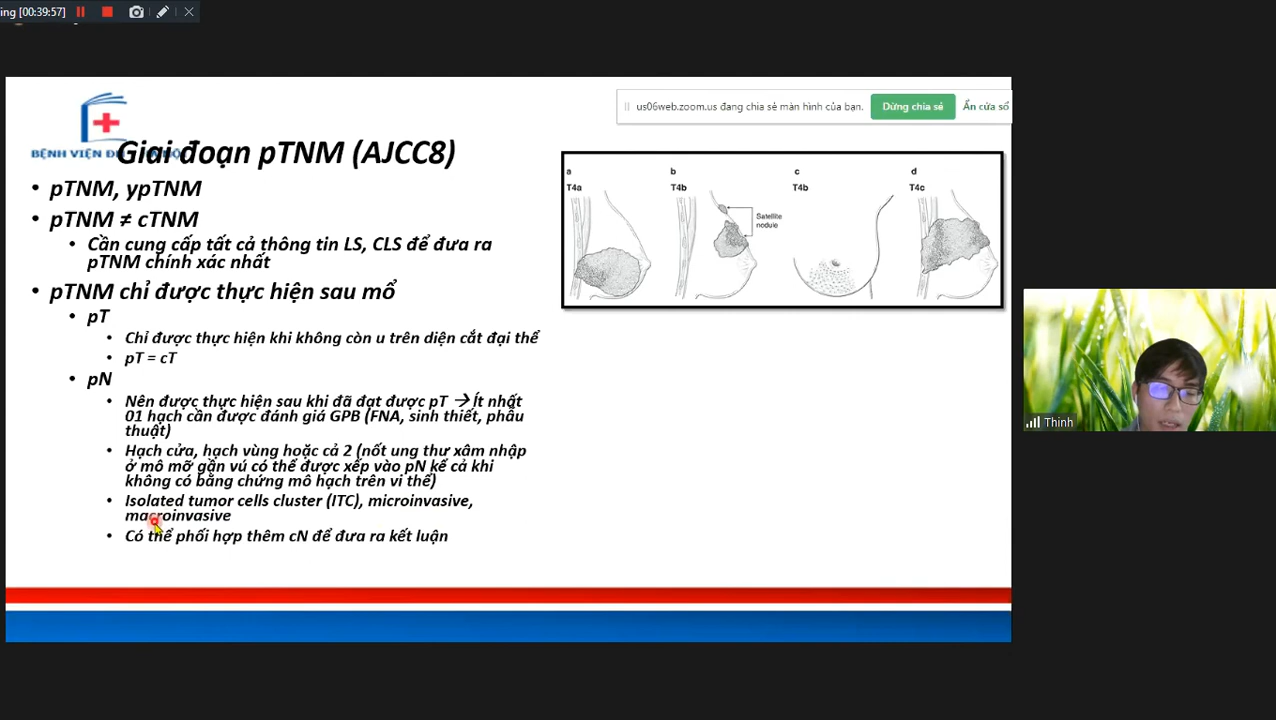 ing [00:39:57]
us06web.zoom.us đang chia sẻ màn hình của bạn.
Dừng chia sẻ
Ẩn cửa sổ
BỆNH VIỆN
Giai đoạn pTNM (AJCC8)
• pTNM, ypTNM
• pTNM ≠ cTNM
• Cần cung cấp tất cả thông tin LS, CLS để đưa ra
pTNM chính xác nhất
• pTNM chỉ được thực hiện sau mổ
• pT
• Chỉ được thực hiện khi không còn u trên diện cắt đại thể
• pT = cT
• pN
• Nên được thực hiện sau khi đã đạt được pT → Ít nhất
01 hạch cần được đánh giá GPB (FNA, sinh thiết, phẫu
thuật)
• Hạch cửa, hạch vùng hoặc cả 2 (nốt ung thư xâm nhập
ở mô mỡ gần vú có thể được xếp vào pN kể cả khi
không có bằng chứng mô hạch trên vi thể)
• Isolated tumor cells cluster (ITC), microinvasive,
macroinvasive
• Có thể phối hợp thêm cN để đưa ra kết luận
a b c d
T4a T4b T4b T4c
Satellite
nodule
Thinh